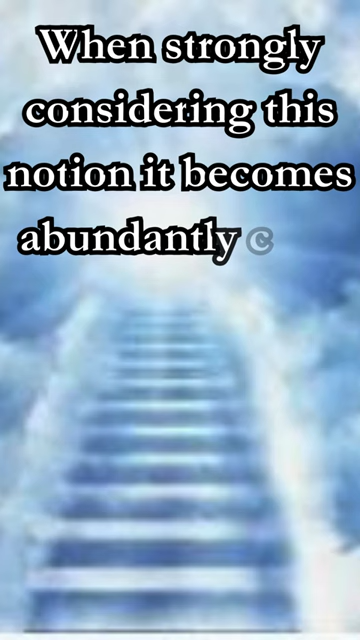 When strongly
considering this
notion it becomes
abundantly c